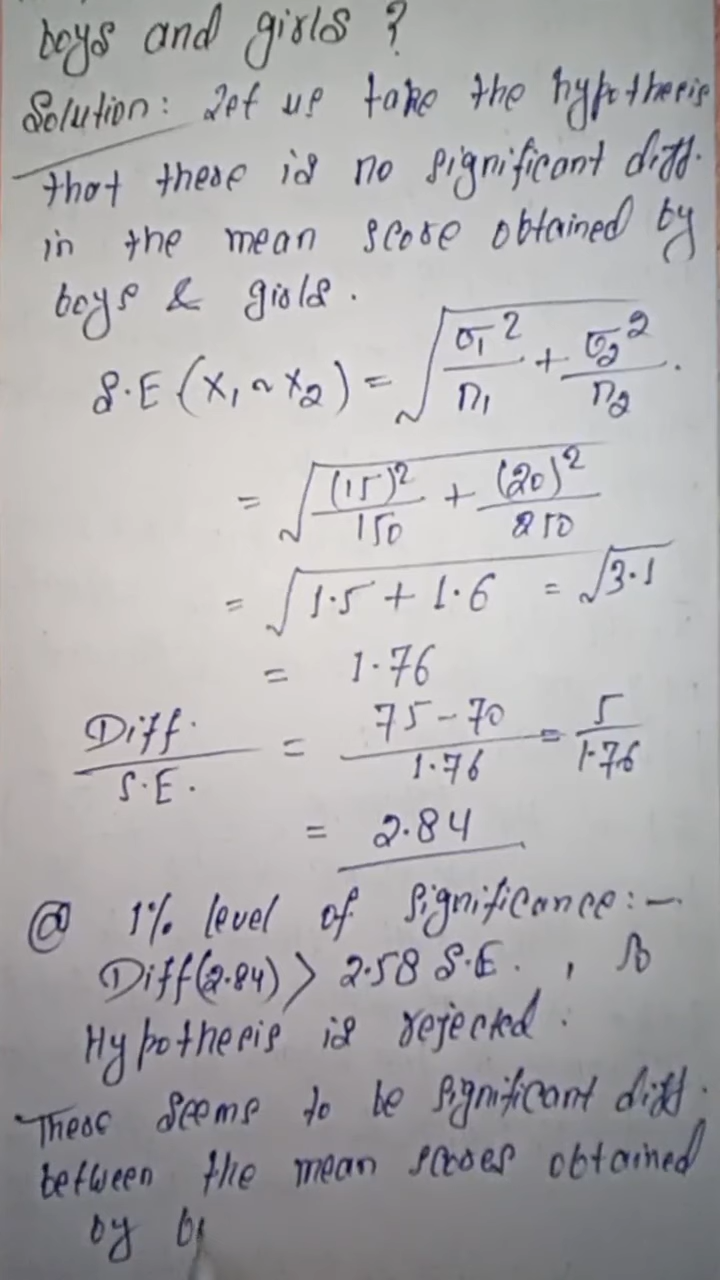 boys and girls ?
Solution: Let us take the hypothesis
that there is no significant diff.
in the mean score obtained by
boys & girls.
S.E (x₁ ~ x₂) = √(σ₁²/n₁ + σ₂²/n₂).
= √((15)²/150 + (20)²/250)
= √(1.5 + 1.6) = √3.1
= 1.76
Diff./S.E. = (75-70)/1.76 = 5/1.76
= 2.84
@ 1% level of significance:-
Diff(2.84) > 2.58 S.E. , so
Hypothesis is rejected.
There seems to be significant diff.
between the mean scores obtained
by b